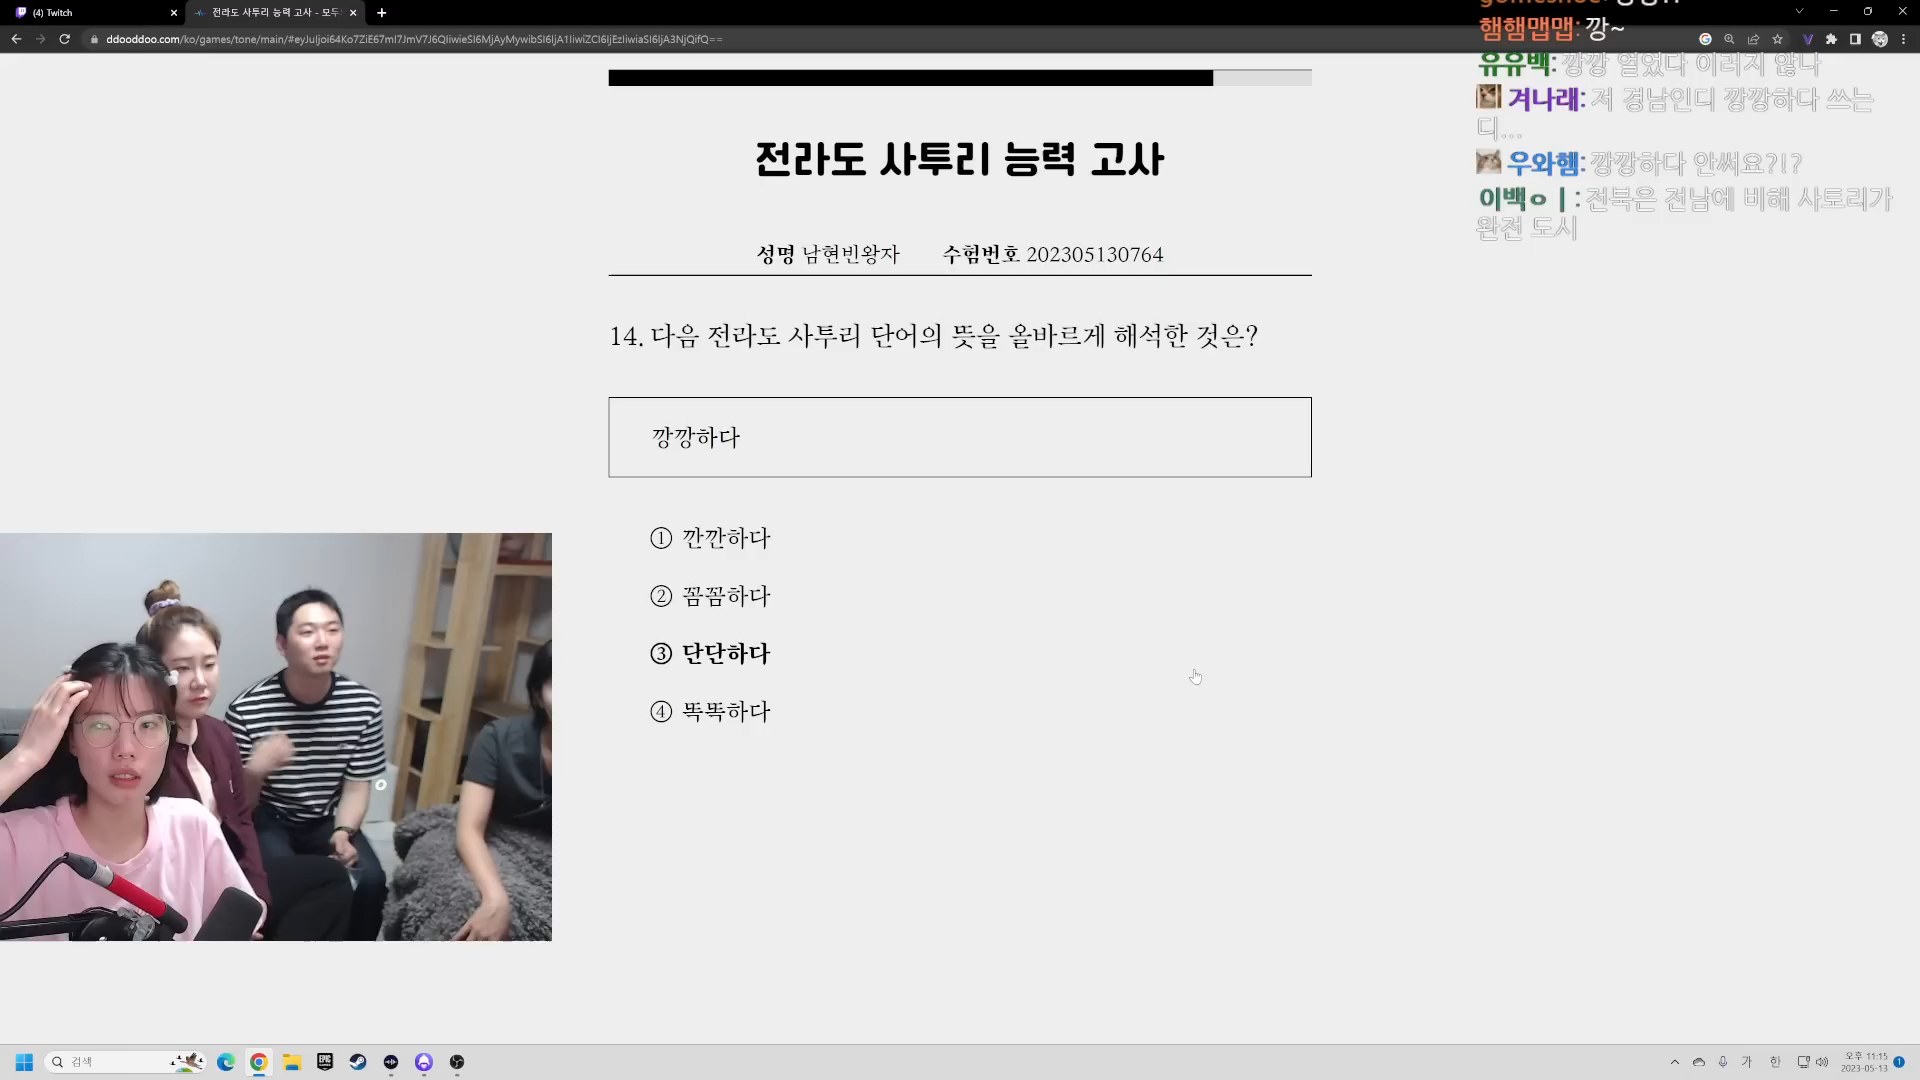 (4) Twitch
전라도 사투리 능력 고사 - 모두
ddooddoo.com/ko/games/tone/main/
햄햄맵맵: 깡~
유유백: 깡깡 얼었다 이러지 않나
겨나래: 저 경남인디 깡깡하다 쓰는
디...
우와햄: 깡깡하다 안써요?!?
이백ㅇㅣ: 전북은 전남에 비해 사토리가
완전 도시
전라도 사투리 능력 고사
성명 남현빈왕자 수험번호 202305130764
14. 다음 전라도 사투리 단어의 뜻을 올바르게 해석한 것은?
깡깡하다
① 깐깐하다
② 꼼꼼하다
③ 단단하다
④ 똑똑하다
검색
EPIC
가
한
오후 11:15
2023-05-13
1